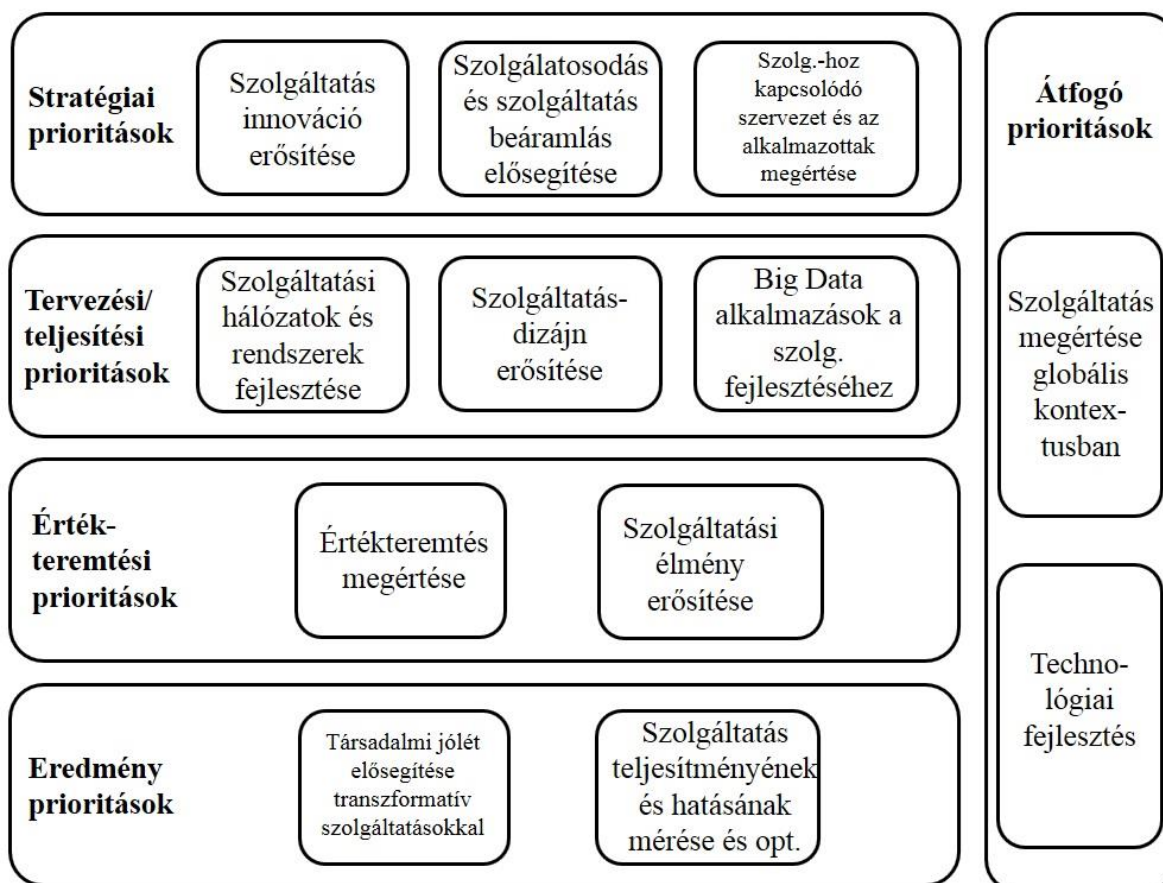 Stratégiai
prioritások
Szolgáltatás
innováció
erősítése
Szolgálatosodás
és szolgáltatás
beáramlás
elősegítése
Szolg.-hoz
kapcsolódó
szervezet és az
alkalmazottak
megértése
Tervezési/
teljesítési
prioritások
Szolgáltatási
hálózatok és
rendszerek
fejlesztése
Szolgáltatás-
dizájn
erősítése
Big Data
alkalmazások a
szolg.
fejlesztéséhez
Érték-
teremtési
prioritások
Értékteremtés
megértése
Szolgáltatási
élmény
erősítése
Eredmény
prioritások
Társadalmi jólét
elősegítése
transzformatív
szolgáltatásokkal
Szolgáltatás
teljesítményének
és hatásának
mérése és opt.
Átfogó
prioritások
Szolgáltatás
megértése
globális
kontex-
tusban
Techno-
lógiai
fejlesztés